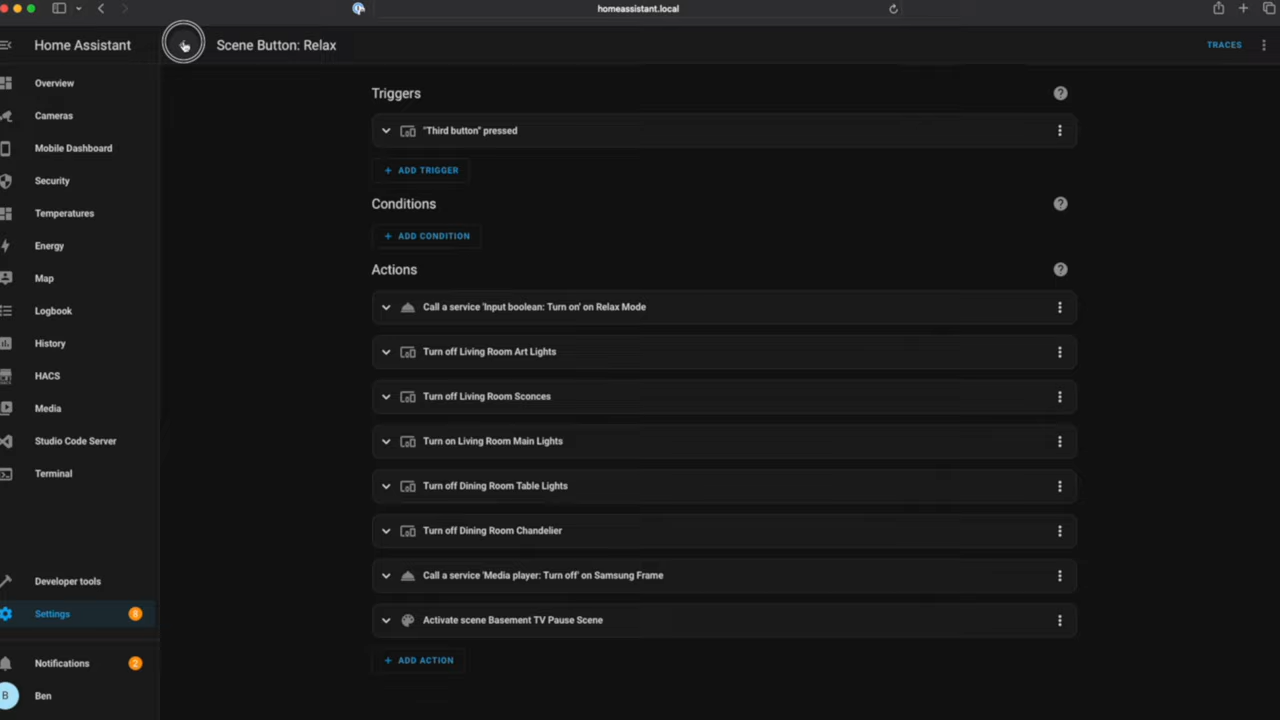 homeassistant.local
Home Assistant
Scene Button: Relax
TRACES
Overview
Cameras
Mobile Dashboard
Security
Temperatures
Energy
Map
Logbook
History
HACS
Media
Studio Code Server
Terminal
Developer tools
Settings 8
Notifications 2
B Ben
Triggers
"Third button" pressed
+ ADD TRIGGER
Conditions
+ ADD CONDITION
Actions
Call a service 'Input boolean: Turn on' on Relax Mode
Turn off Living Room Art Lights
Turn off Living Room Sconces
Turn on Living Room Main Lights
Turn off Dining Room Table Lights
Turn off Dining Room Chandelier
Call a service 'Media player: Turn off' on Samsung Frame
Activate scene Basement TV Pause Scene
+ ADD ACTION